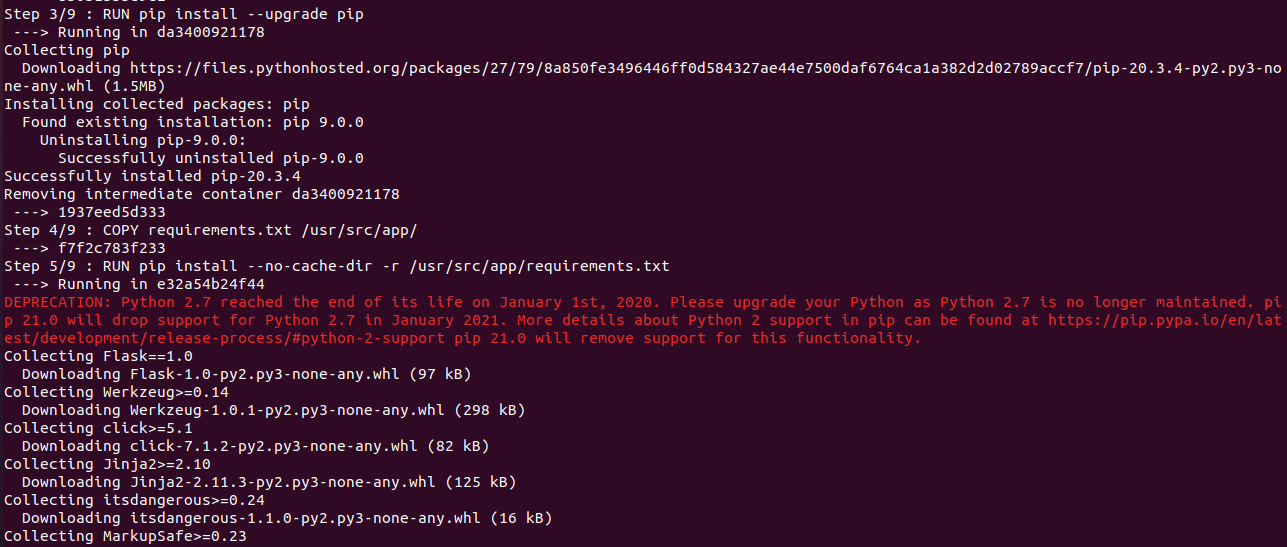 Step 3/9 : RUN pip install --upgrade pip
 ---> Running in da3400921178
Collecting pip
  Downloading https://files.pythonhosted.org/packages/27/79/8a850fe3496446ff0d584327ae44e7500daf6764ca1a382d2d02789accf7/pip-20.3.4-py2.py3-no
ne-any.whl (1.5MB)
Installing collected packages: pip
  Found existing installation: pip 9.0.0
    Uninstalling pip-9.0.0:
      Successfully uninstalled pip-9.0.0
Successfully installed pip-20.3.4
Removing intermediate container da3400921178
 ---> 1937eed5d333
Step 4/9 : COPY requirements.txt /usr/src/app/
 ---> f7f2c783f233
Step 5/9 : RUN pip install --no-cache-dir -r /usr/src/app/requirements.txt
 ---> Running in e32a54b24f44
DEPRECATION: Python 2.7 reached the end of its life on January 1st, 2020. Please upgrade your Python as Python 2.7 is no longer maintained. pi
p 21.0 will drop support for Python 2.7 in January 2021. More details about Python 2 support in pip can be found at https://pip.pypa.io/en/lat
est/development/release-process/#python-2-support pip 21.0 will remove support for this functionality.
Collecting Flask==1.0
  Downloading Flask-1.0-py2.py3-none-any.whl (97 kB)
Collecting Werkzeug>=0.14
  Downloading Werkzeug-1.0.1-py2.py3-none-any.whl (298 kB)
Collecting click>=5.1
  Downloading click-7.1.2-py2.py3-none-any.whl (82 kB)
Collecting Jinja2>=2.10
  Downloading Jinja2-2.11.3-py2.py3-none-any.whl (125 kB)
Collecting itsdangerous>=0.24
  Downloading itsdangerous-1.1.0-py2.py3-none-any.whl (16 kB)
Collecting MarkupSafe>=0.23